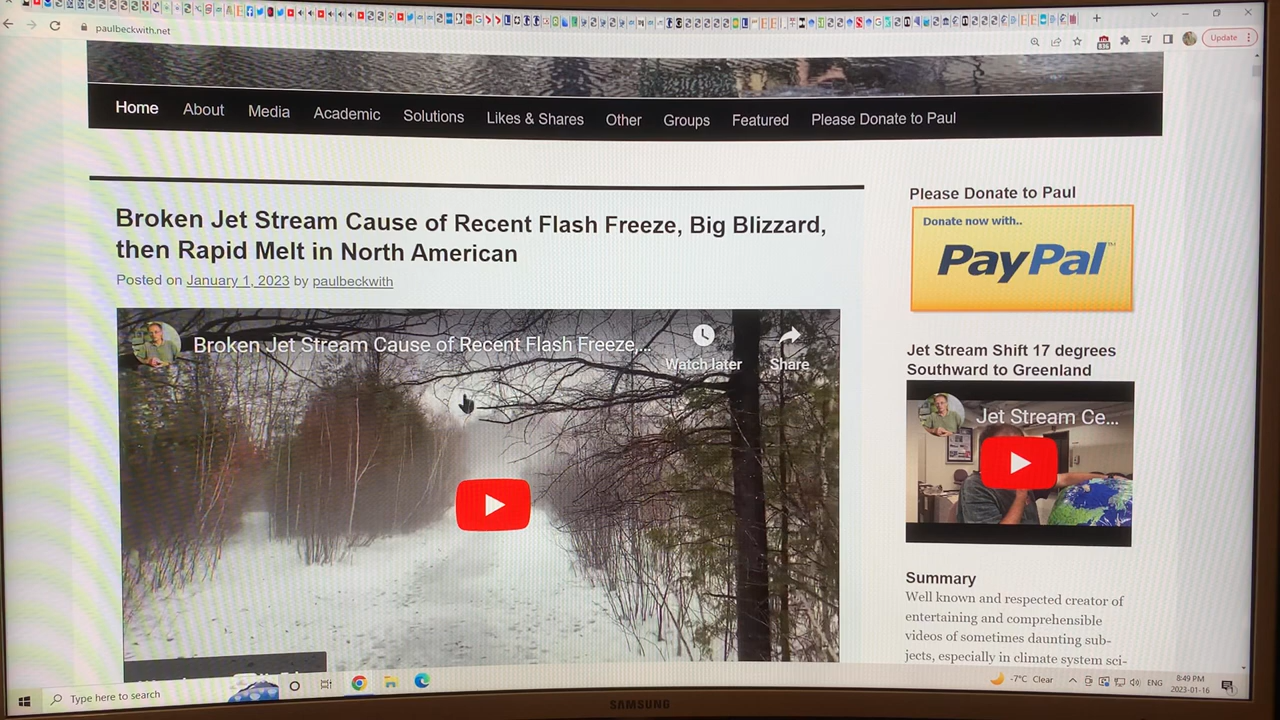 paulbeckwith.net
Update
Home
About
Media
Academic
Solutions
Likes & Shares
Other
Groups
Featured
Please Donate to Paul
Broken Jet Stream Cause of Recent Flash Freeze, Big Blizzard,
then Rapid Melt in North American
Posted on January 1, 2023 by paulbeckwith
Broken Jet Stream Cause of Recent Flash Freeze,...
Watch later
Share
Please Donate to Paul
Donate now with..
PayPal
TM
Jet Stream Shift 17 degrees
Southward to Greenland
Jet Stream Ce...
Summary
Well known and respected creator of
entertaining and comprehensible
videos of sometimes daunting sub-
jects, especially in climate system sci-
Type here to search
-7°C Clear
ENG
8:49 PM
2023-01-16
SAMSUNG